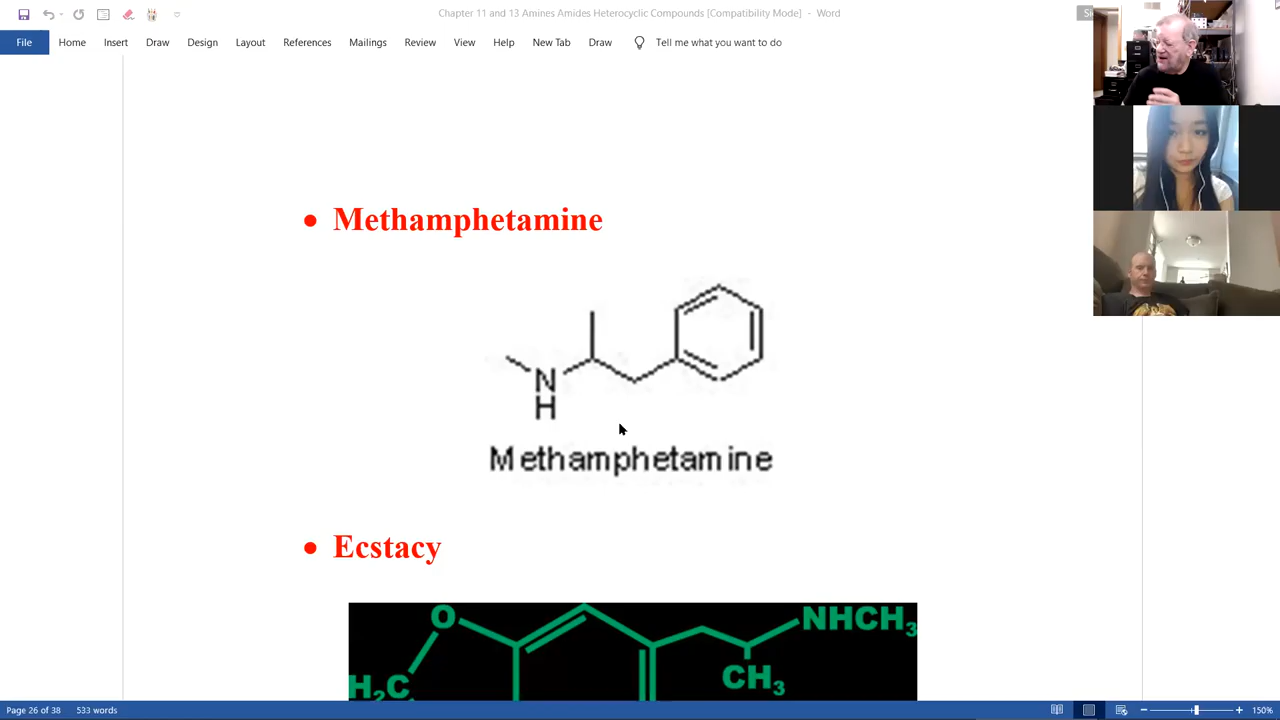 Chapter 11 and 13 Amines Amides Heterocyclic Compounds [Compatibility Mode] - Word
File Home Insert Draw Design Layout References Mailings Review View Help New Tab Draw Tell me what you want to do
• Methamphetamine
N
H
Methamphetamine
• Ecstacy
O NHCH3
H2C CH3
Page 26 of 38 533 words 150%